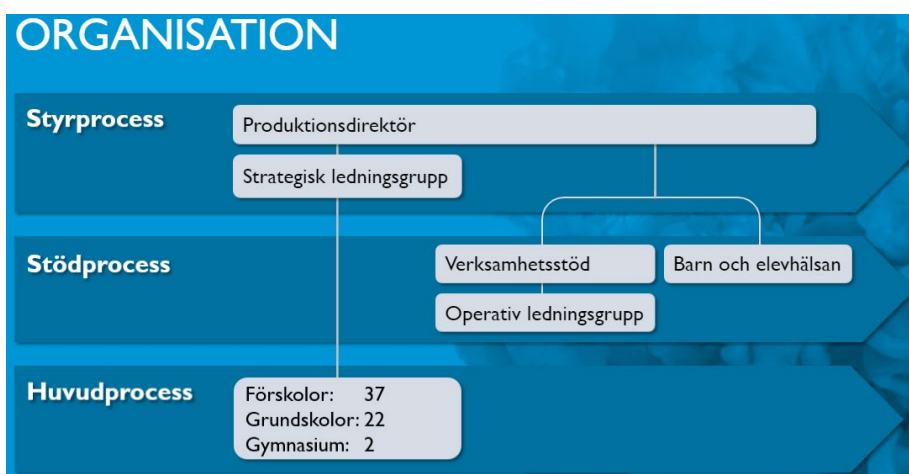 ORGANISATION
Styrprocess
Produktionsdirektör
Strategisk ledningsgrupp
Stödprocess
Verksamhetsstöd
Barn och elevhälsan
Operativ ledningsgrupp
Huvudprocess
Förskolor: 37
Grundskolor: 22
Gymnasium: 2